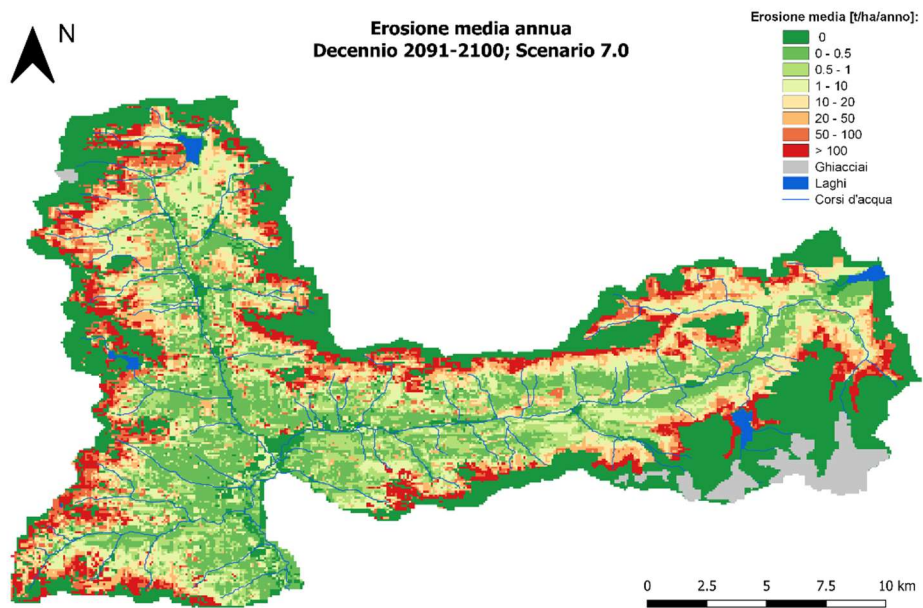 N
Erosione media annua
Decennio 2091-2100; Scenario 7.0
Erosione media [t/ha/anno]:
0
0 - 0.5
0.5 - 1
1 - 10
10 - 20
20 - 50
50 - 100
> 100
Ghiacciai
Laghi
Corsi d'acqua
0 2.5 5 7.5 10 km